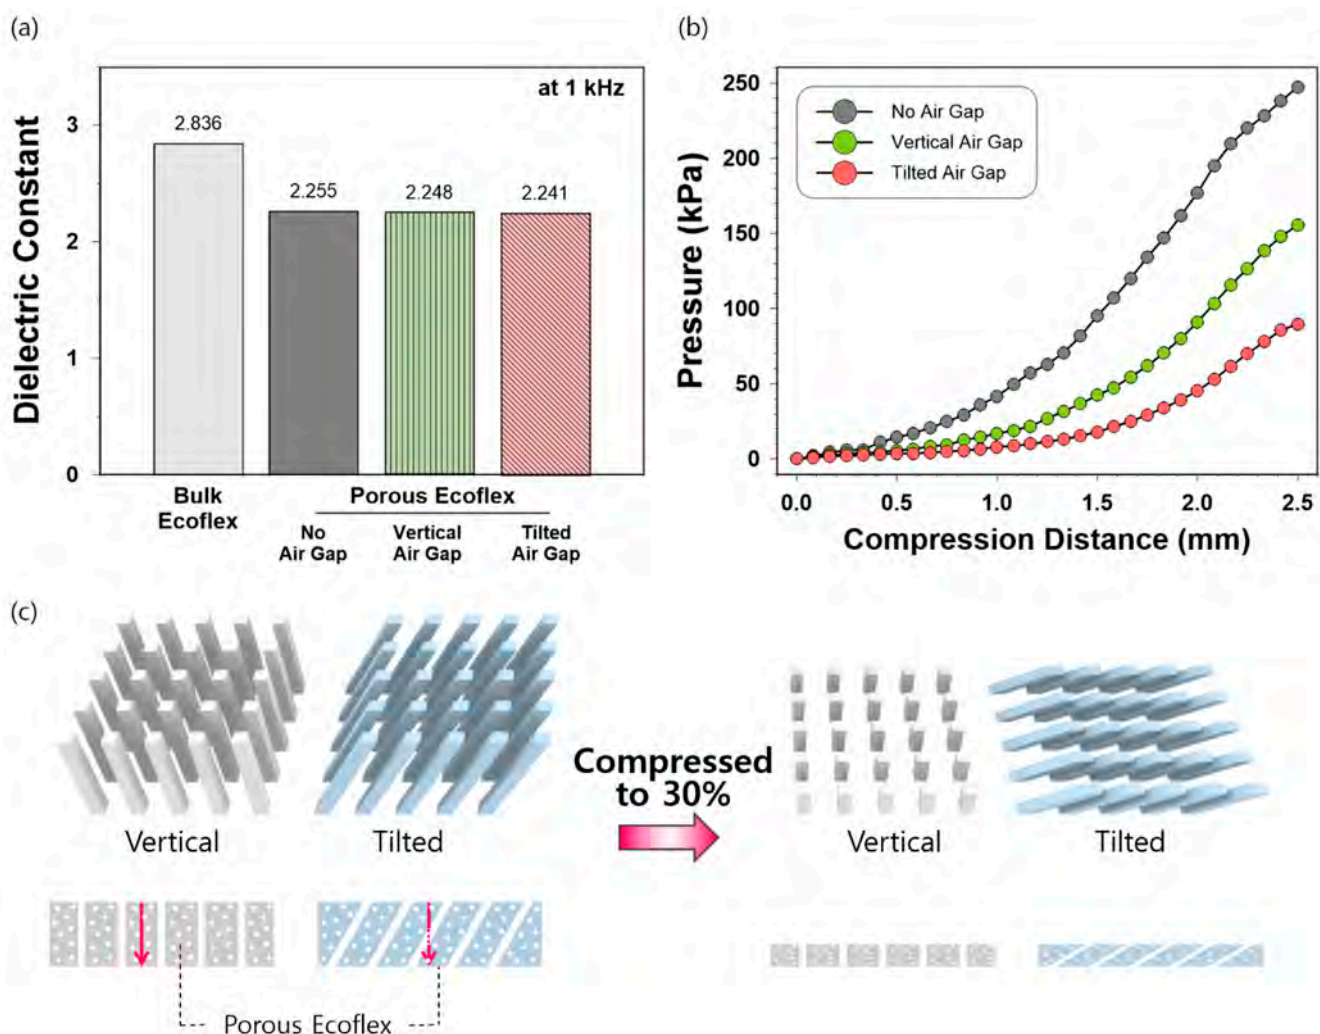 (a)
at 1 kHz
Dielectric Constant
3
2
1
0
2.836
2.255
2.248
2.241
Bulk
Ecoflex
Porous Ecoflex
No
Air Gap
Vertical
Air Gap
Tilted
Air Gap
(b)
Pressure (kPa)
250
200
150
100
50
0
No Air Gap
Vertical Air Gap
Tilted Air Gap
0.0 0.5 1.0 1.5 2.0 2.5
Compression Distance (mm)
(c)
Vertical
Tilted
Compressed
to 30%
Vertical
Tilted
Porous Ecoflex